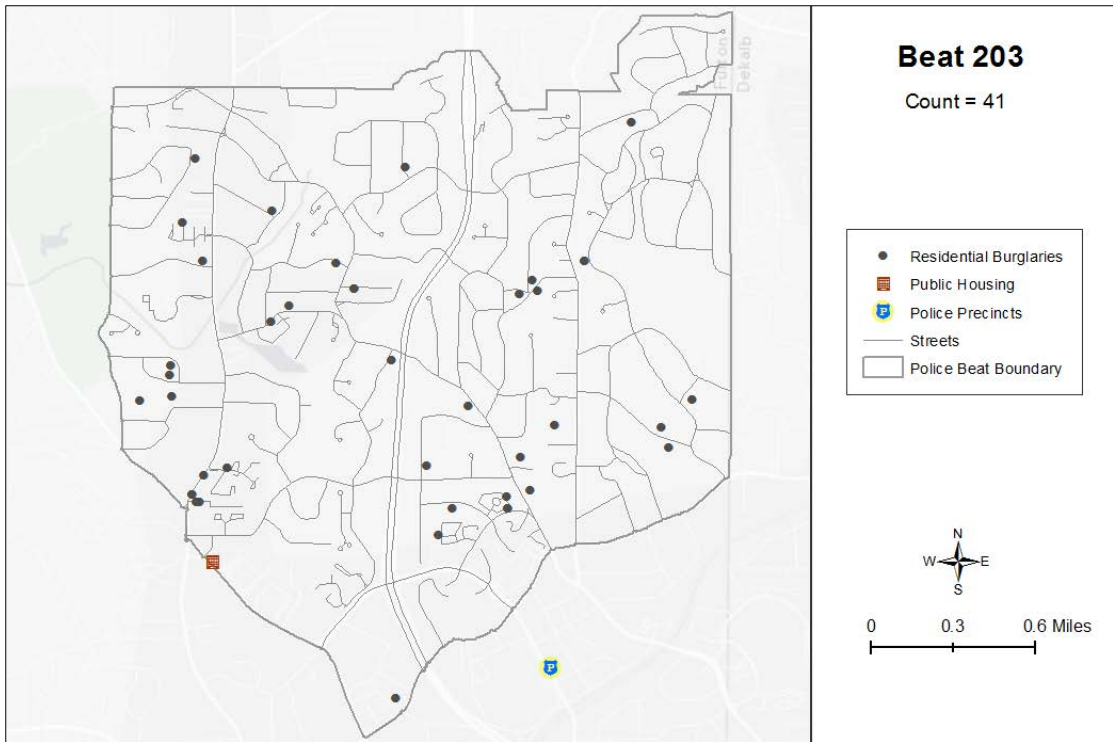 Fulton
Dekalb
Beat 203
Count = 41
Residential Burglaries
Public Housing
P
Police Precincts
Streets
Police Beat Boundary
N
W E
S
0 0.3 0.6 Miles
P